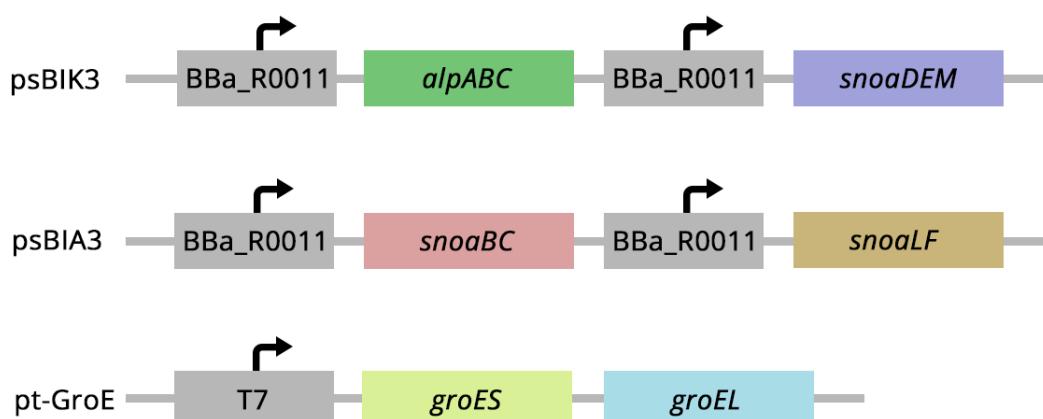 psBIK3 BBa_R0011 alpABC BBa_R0011 snoaDEM
psBIA3 BBa_R0011 snoaBC BBa_R0011 snoaLF
pt-GroE T7 groES groEL